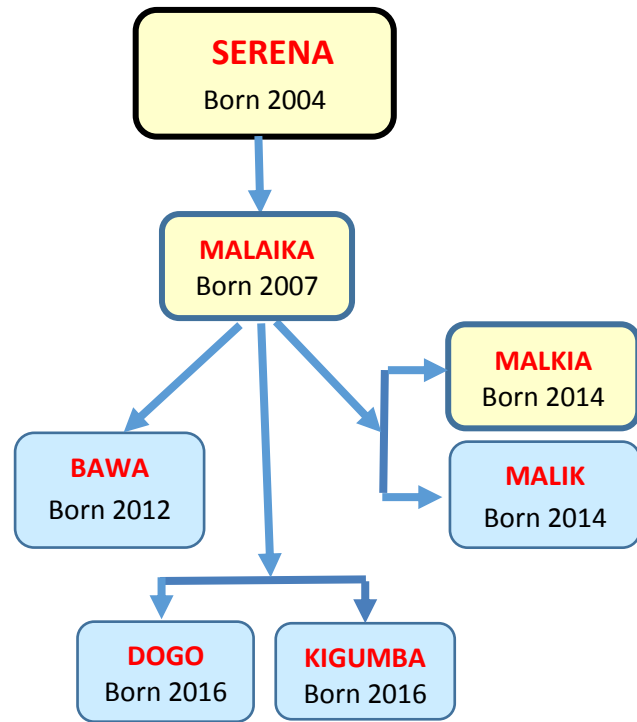 SERENA
Born 2004
MALAIKA
Born 2007
MALKIA
Born 2014
BAWA
Born 2012
MALIK
Born 2014
DOGO
Born 2016
KIGUMBA
Born 2016